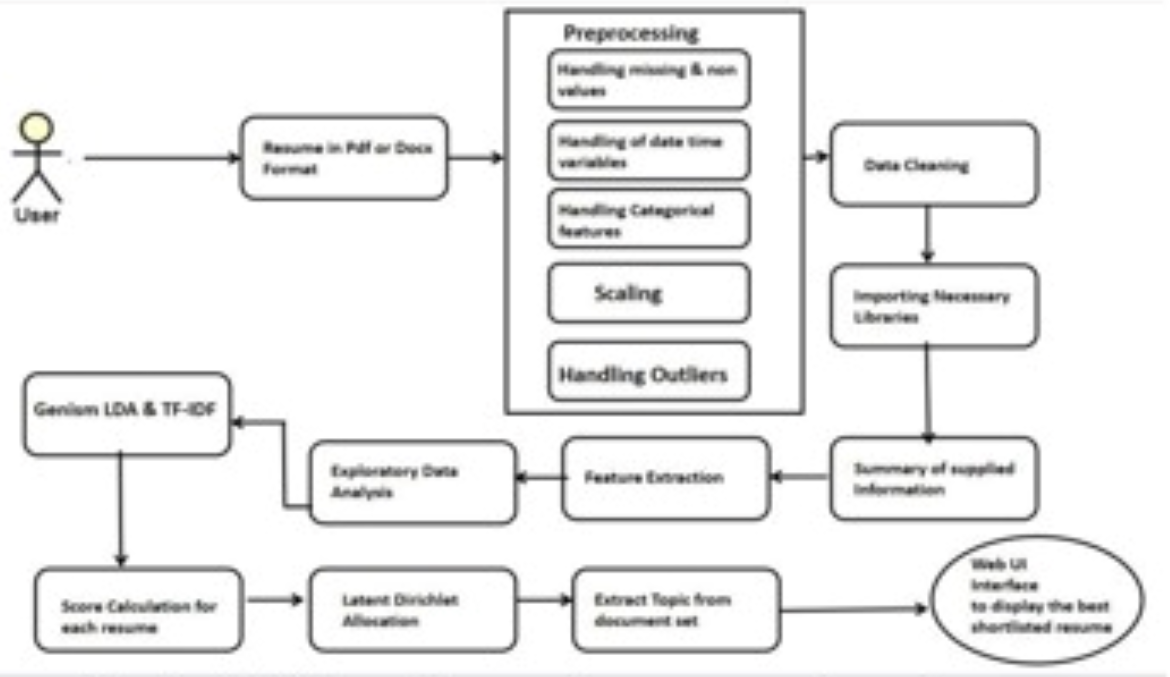 Preprocessing
Handling missing & non
values
Handling of date time
variables
Handling Categorical
features
Scaling
Handling Outliers
User
Resume in Pdf or Docx
Format
Data Cleaning
Importing Necessary
Libraries
Summary of supplied
Information
Feature Extraction
Exploratory Data
Analysis
Genism LDA & TF-IDF
Score Calculation for
each resume
Latent Dirichlet
Allocation
Extract Topic from
document set
Web UI
Interface
to display the best
shortlisted resume